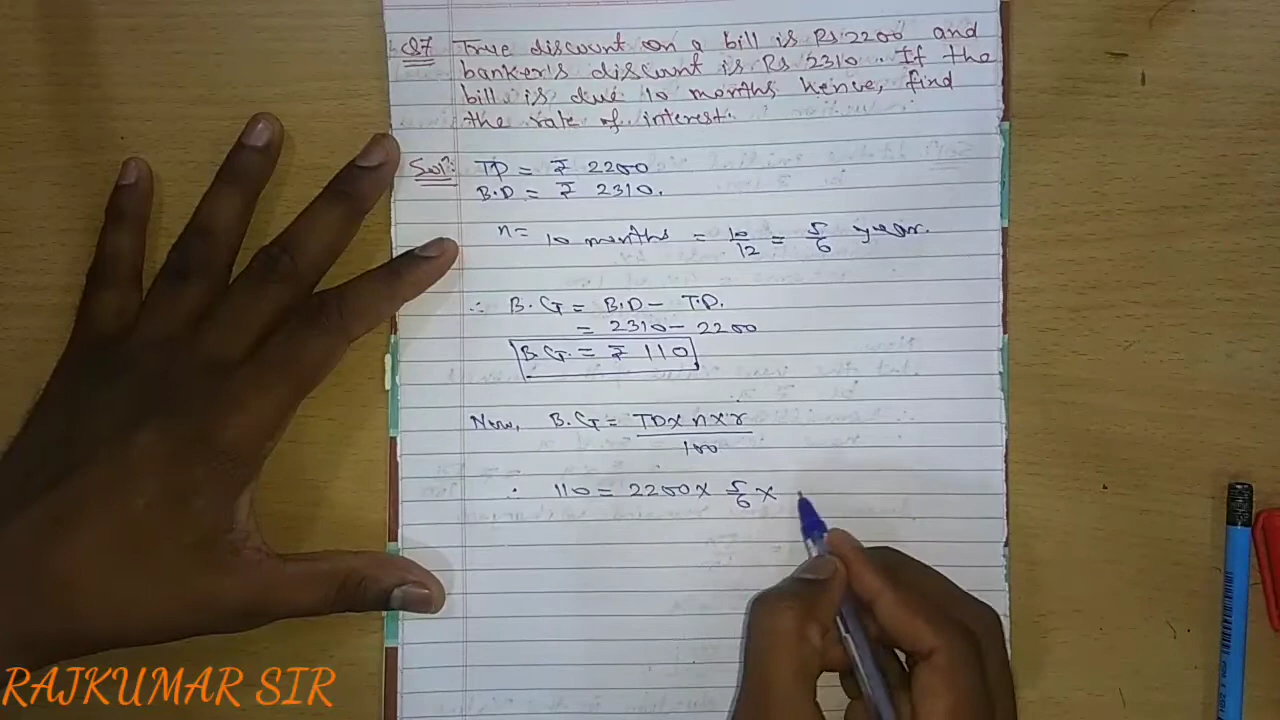 Q7 True discount on a bill is Rs 2200 and
banker's discount is Rs 2310. If the
bill is due 10 months hence, find
the rate of interest.
Solⁿ: TD = ₹ 2200
B.D = ₹ 2310.
n = 10 months = 10/12 = 5/6 year.
∴ B.G = B.D − T.D.
= 2310 − 2200
B.G. = ₹ 110
Now, B.G = TD × n × r / 100
∴ 110 = 2200 × 5/6 ×
RAJKUMAR SIR